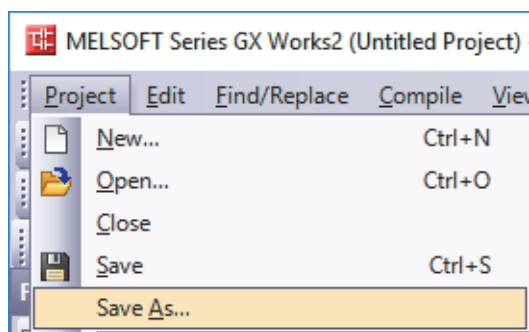 MELSOFT Series GX Works2 (Untitled Project) -
Project Edit Find/Replace Compile View
New... Ctrl+N
Open... Ctrl+O
Close
Save Ctrl+S
Save As...